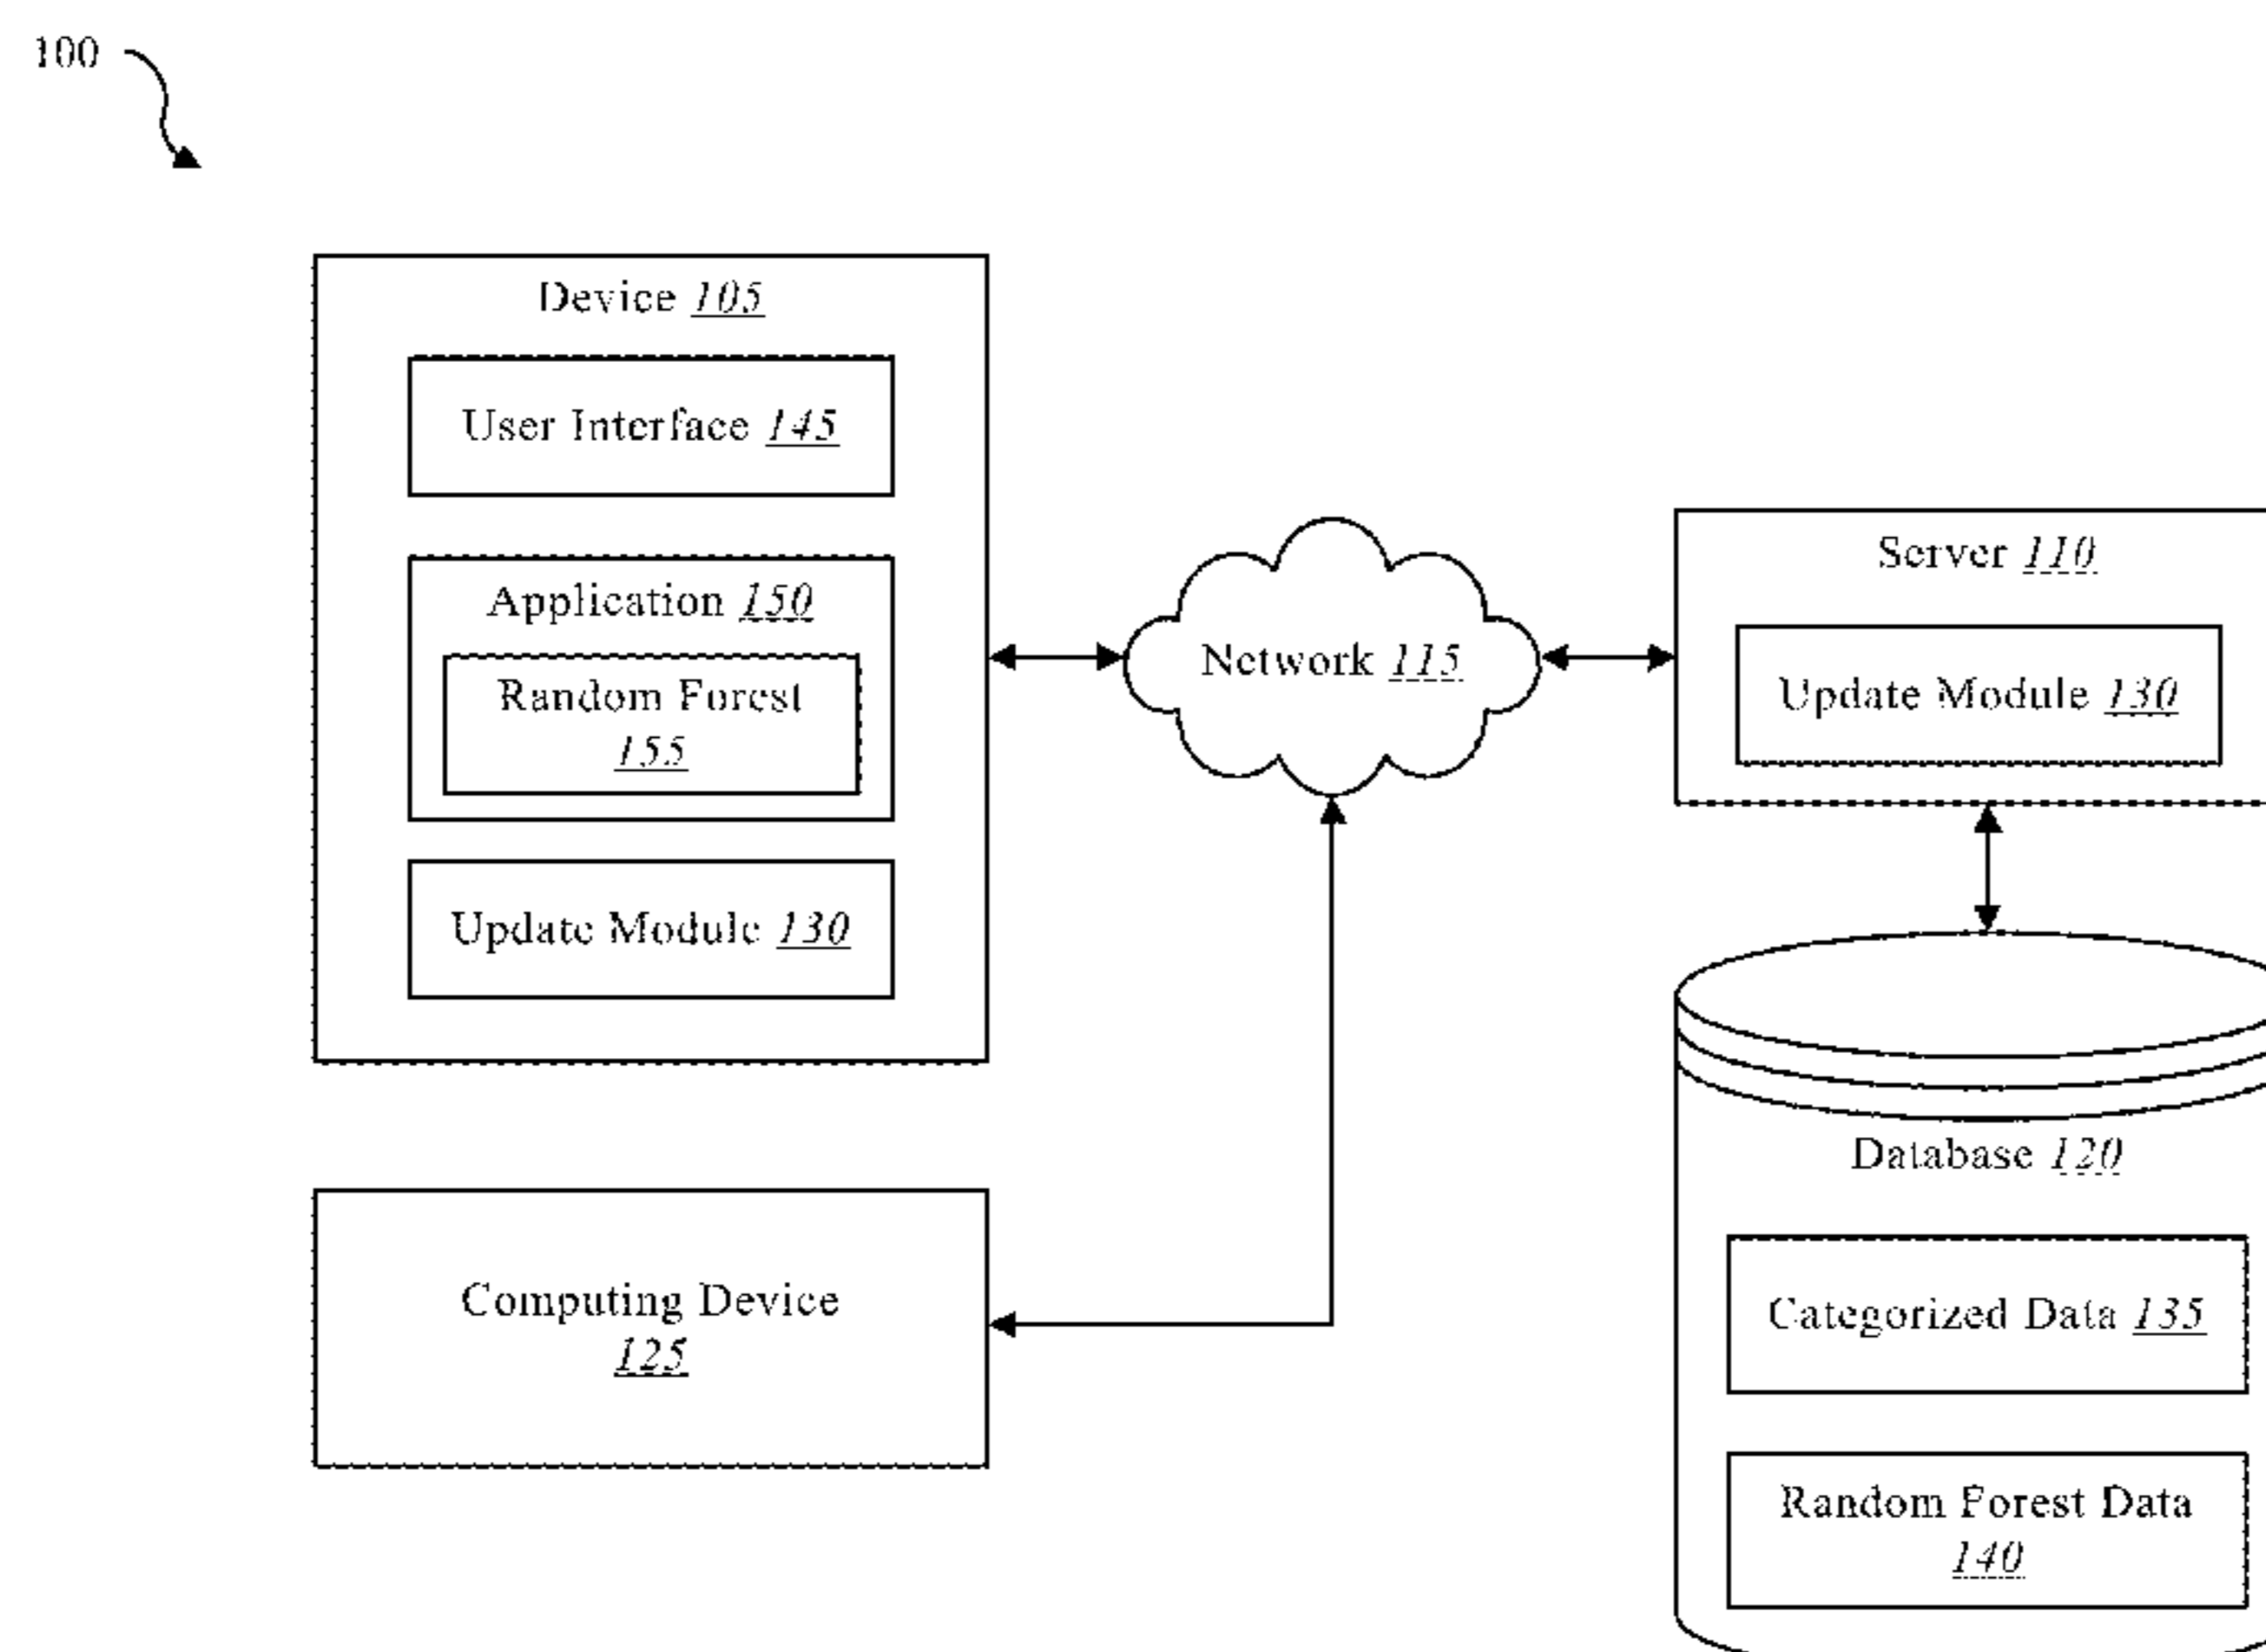 100
Device 105
User Interface 145
Application 150
Random Forest
155
Update Module 130
Network 115
Server 110
Update Module 130
Computing Device
125
Database 120
Categorized Data 135
Random Forest Data
140